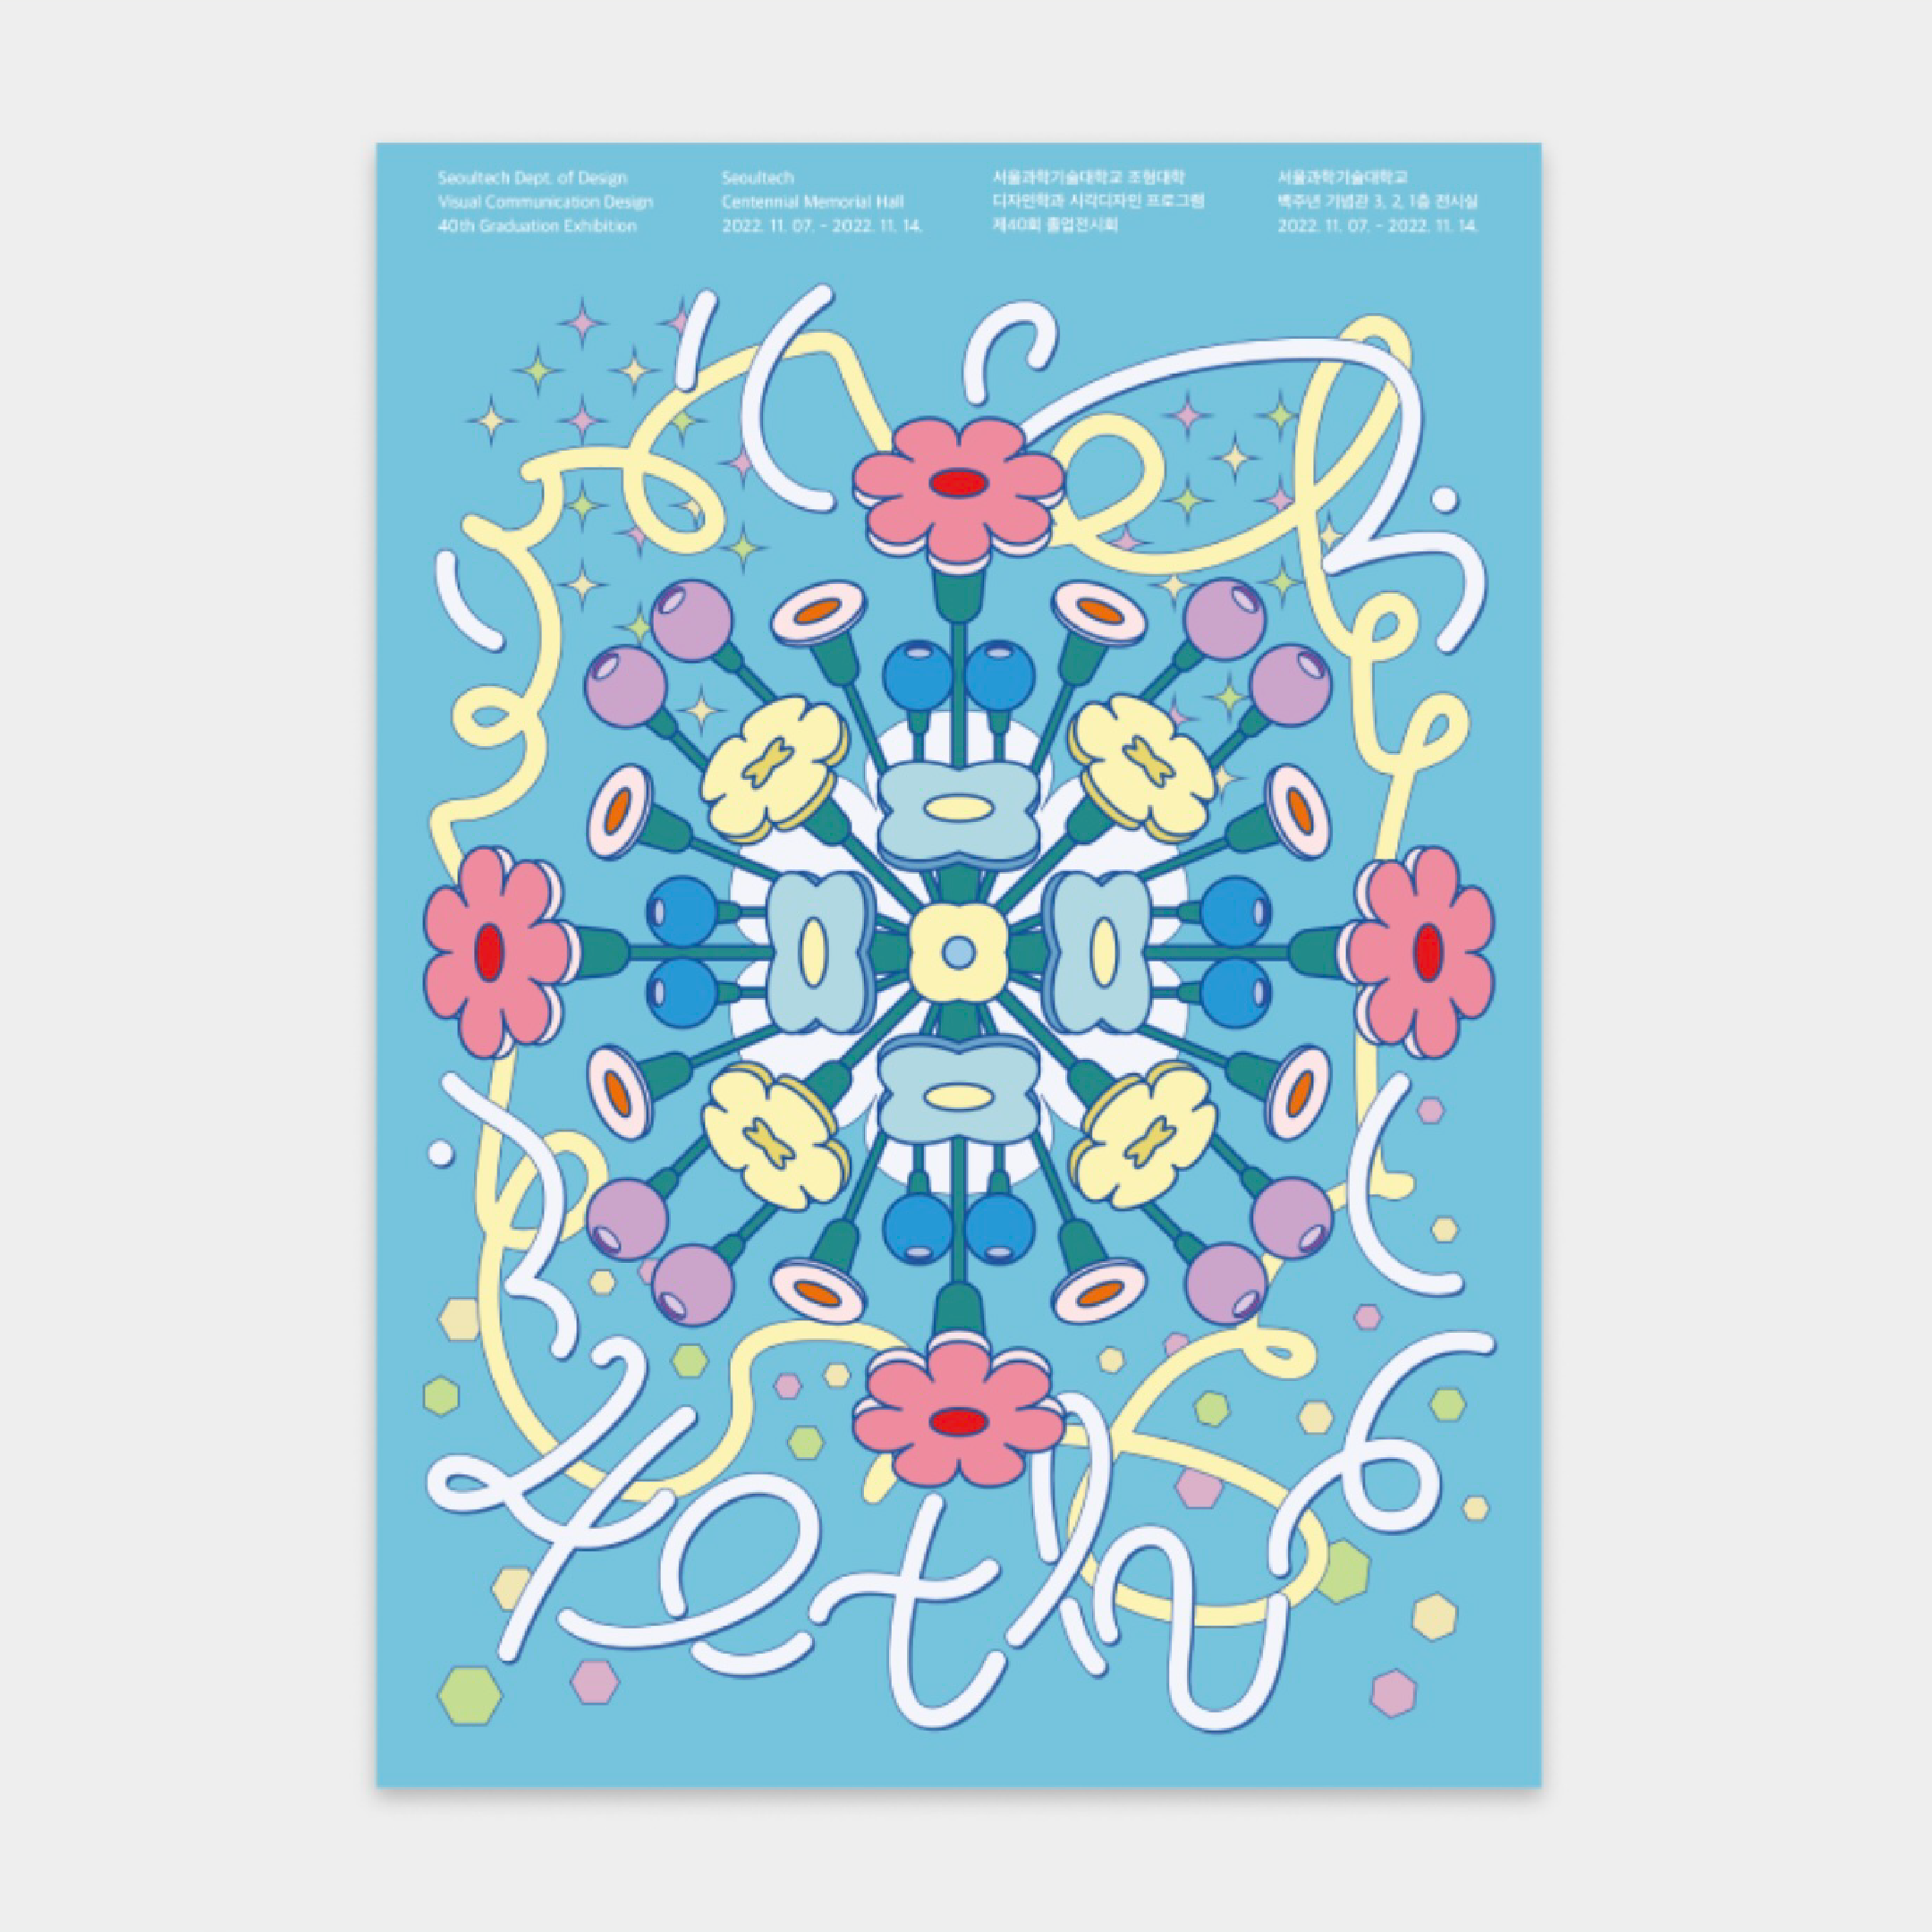 Seoultech Dept. of Design
Visual Communication Design
40th Graduation Exhibition
Seoultech
Centennial Memorial Hall
2022. 11. 07. - 2022. 11. 14.
서울과학기술대학교 조형대학
디자인학과 시각디자인 프로그램
제40회 졸업전시회
서울과학기술대학교
백주년 기념관 3, 2, 1층 전시실
2022. 11. 07. - 2022. 11. 14.